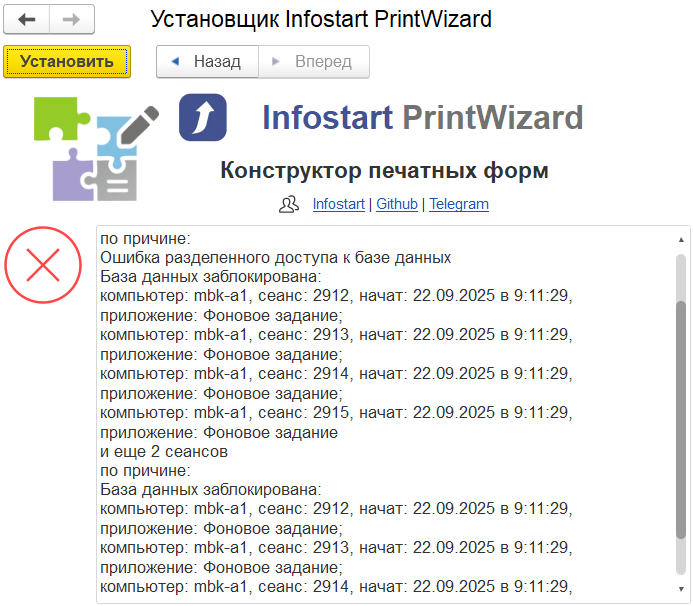 Установщик Infostart PrintWizard
Установить
Назад
Вперед
Infostart PrintWizard
Конструктор печатных форм
Infostart | Github | Telegram
по причине:
Ошибка разделенного доступа к базе данных
База данных заблокирована:
компьютер: mbk-a1, сеанс: 2912, начат: 22.09.2025 в 9:11:29,
приложение: Фоновое задание;
компьютер: mbk-a1, сеанс: 2913, начат: 22.09.2025 в 9:11:29,
приложение: Фоновое задание;
компьютер: mbk-a1, сеанс: 2914, начат: 22.09.2025 в 9:11:29,
приложение: Фоновое задание;
компьютер: mbk-a1, сеанс: 2915, начат: 22.09.2025 в 9:11:29,
приложение: Фоновое задание
и еще 2 сеансов
по причине:
База данных заблокирована:
компьютер: mbk-a1, сеанс: 2912, начат: 22.09.2025 в 9:11:29,
приложение: Фоновое задание;
компьютер: mbk-a1, сеанс: 2913, начат: 22.09.2025 в 9:11:29,
приложение: Фоновое задание;
компьютер: mbk-a1, сеанс: 2914, начат: 22.09.2025 в 9:11:29,